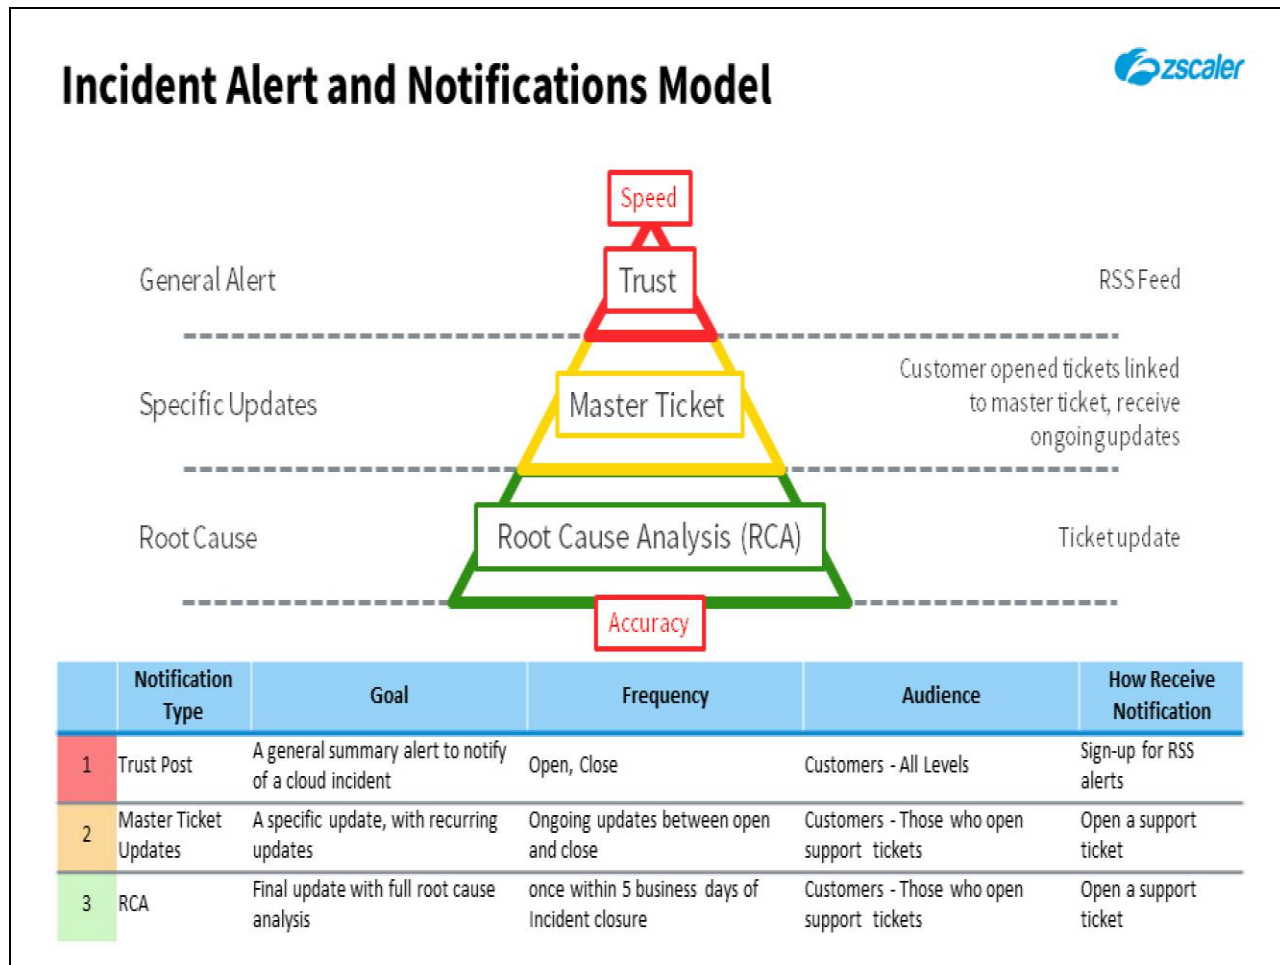 Incident Alert and Notifications Model
zscaler
Speed
General Alert
Trust
RSS Feed
Specific Updates
Master Ticket
Customer opened tickets linked
to master ticket, receive
ongoing updates
Root Cause
Root Cause Analysis (RCA)
Ticket update
Accuracy
Notification
Type
Goal
Frequency
Audience
How Receive
Notification
1
Trust Post
A general summary alert to notify
of a cloud incident
Open, Close
Customers - All Levels
Sign-up for RSS
alerts
2
Master Ticket
Updates
A specific update, with recurring
updates
Ongoing updates between open
and close
Customers - Those who open
support tickets
Open a support
ticket
3
RCA
Final update with full root cause
analysis
once within 5 business days of
Incident closure
Customers - Those who open
support tickets
Open a support
ticket